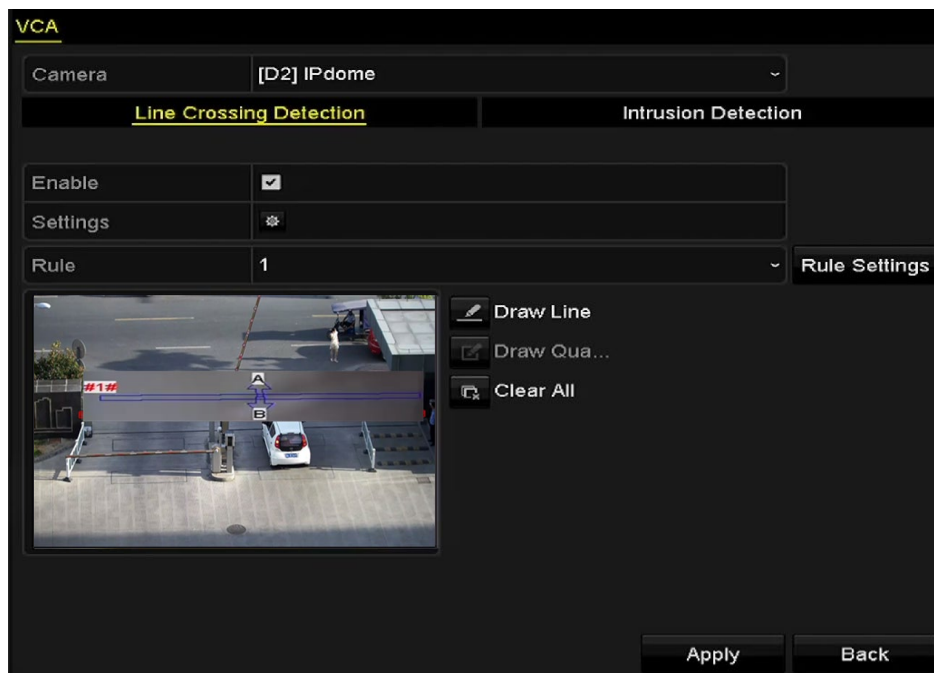 VCA
Camera [D2] IPdome
Line Crossing Detection Intrusion Detection
Enable
Settings
Rule 1 Rule Settings
Draw Line
Draw Qua...
Clear All
#1#
A
B
Apply Back